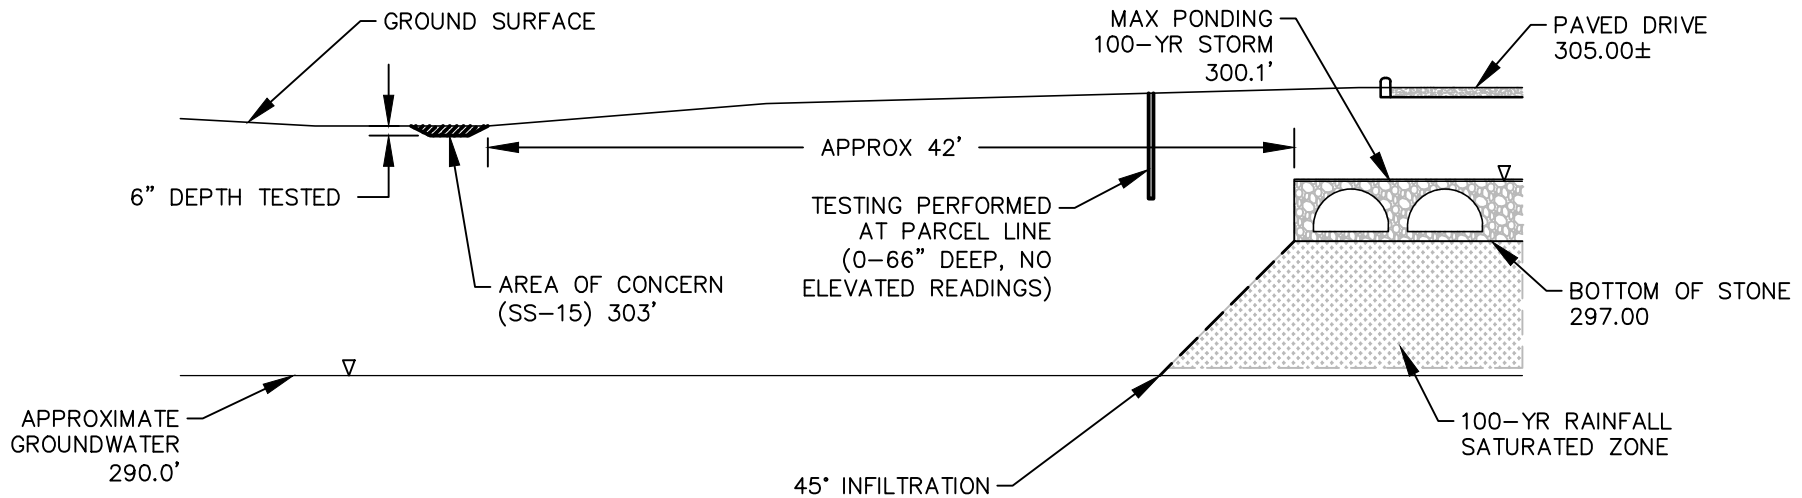 GROUND SURFACE
MAX PONDING
100-YR STORM
300.1'
PAVED DRIVE
305.00±
APPROX 42'
6" DEPTH TESTED
TESTING PERFORMED
AT PARCEL LINE
(0-66" DEEP, NO
ELEVATED READINGS)
AREA OF CONCERN
(SS-15) 303'
BOTTOM OF STONE
297.00
APPROXIMATE
GROUNDWATER
290.0'
100-YR RAINFALL
SATURATED ZONE
45° INFILTRATION